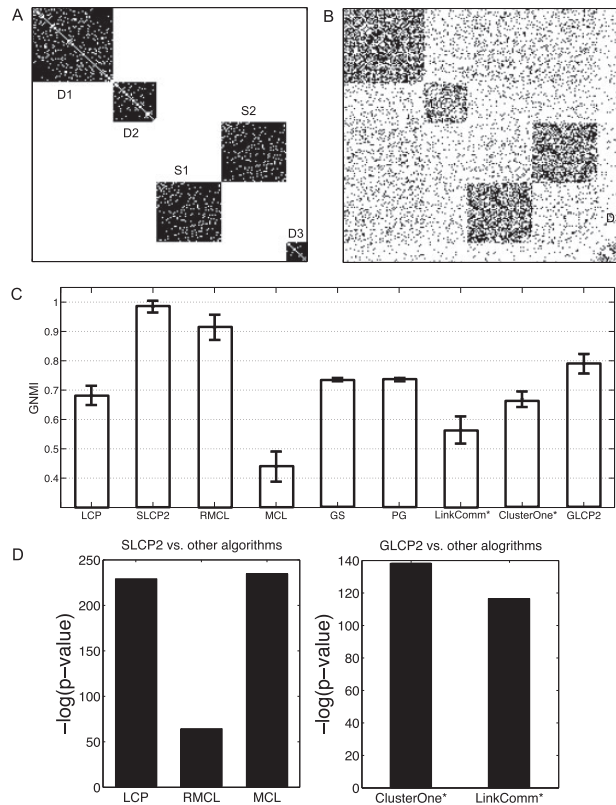 A
B
D1
D2
S2
S1
D3
D
C
1
0.9
0.8
0.7
0.6
0.5
0.4
GNMI
LCP SLCP2 RMCL MCL GS PG LinkComm* ClusterOne* GLCP2
D
SLCP2 vs. other algorithms
250
200
150
100
50
0
-log(p-value)
LCP RMCL MCL
GLCP2 vs. other alogrithms
140
120
100
80
60
40
20
0
-log(p-value)
ClusterOne* LinkComm*